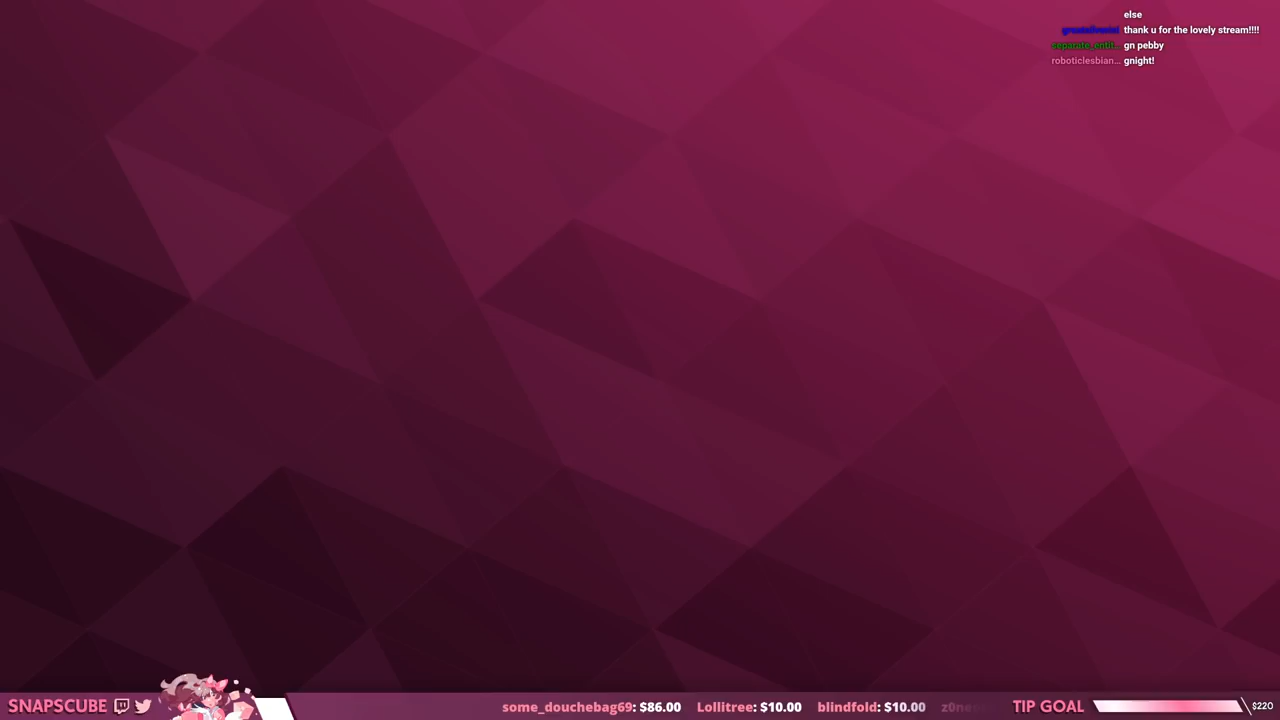 else
thank u for the lovely stream!!!!
separate_entit… gn pebby
roboticlesbian… gnight!
SNAPSCUBE some_douchebag69: $86.00 Lollitree: $10.00 blindfold: $10.00 TIP GOAL $220